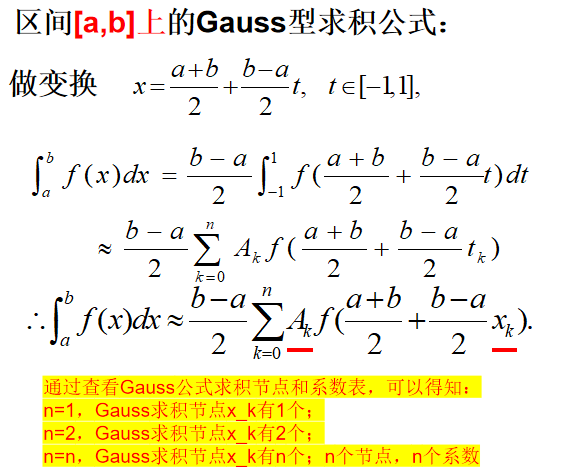 区间[a,b]上的Gauss型求积公式：
做变换 x = \frac{a+b}{2} + \frac{b-a}{2}t, t∈[-1,1],
\int_a^b f(x)dx = \frac{b-a}{2} \int_{-1}^{1} f(\frac{a+b}{2} + \frac{b-a}{2}t)dt
≈ \frac{b-a}{2} \sum_{k=0}^{n} A_k f(\frac{a+b}{2} + \frac{b-a}{2}t_k)
∴ \int_a^b f(x)dx ≈ \frac{b-a}{2} \sum_{k=0}^{n} A_k f(\frac{a+b}{2} + \frac{b-a}{2}x_k).
通过查看Gauss公式求积节点和系数表，可以得知：
n=1，Gauss求积节点x_k有1个；
n=2，Gauss求积节点x_k有2个；
n=n，Gauss求积节点x_k有n个；n个节点，n个系数